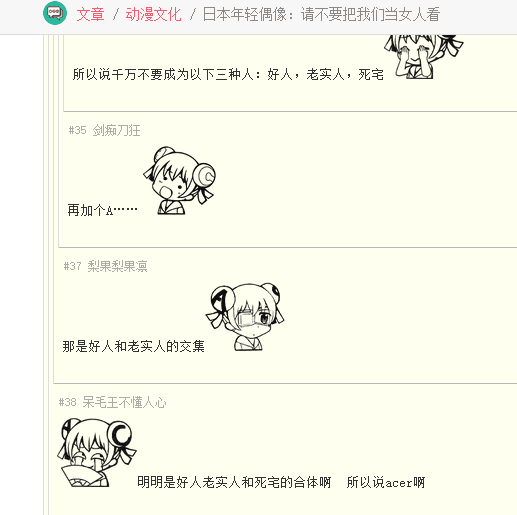 文章 / 动漫文化 / 日本年轻偶像：请不要把我们当女人看
所以说千万不要成为以下三种人：好人，老实人，死宅
#35 剑痴刀狂
再加个A……
#37 梨果梨果凛
那是好人和老实人的交集
#38 呆毛王不懂人心
明明是好人老实人和死宅的合体啊 所以说acer啊